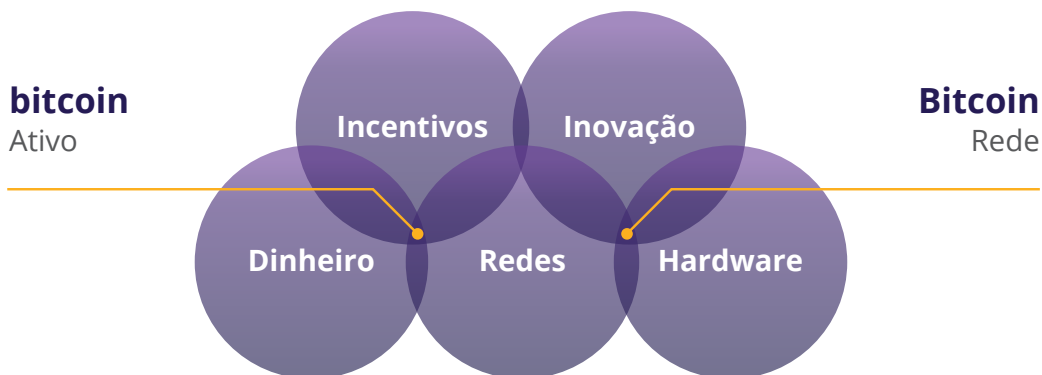 bitcoin
Ativo
Incentivos
Inovação
Bitcoin
Rede
Dinheiro
Redes
Hardware